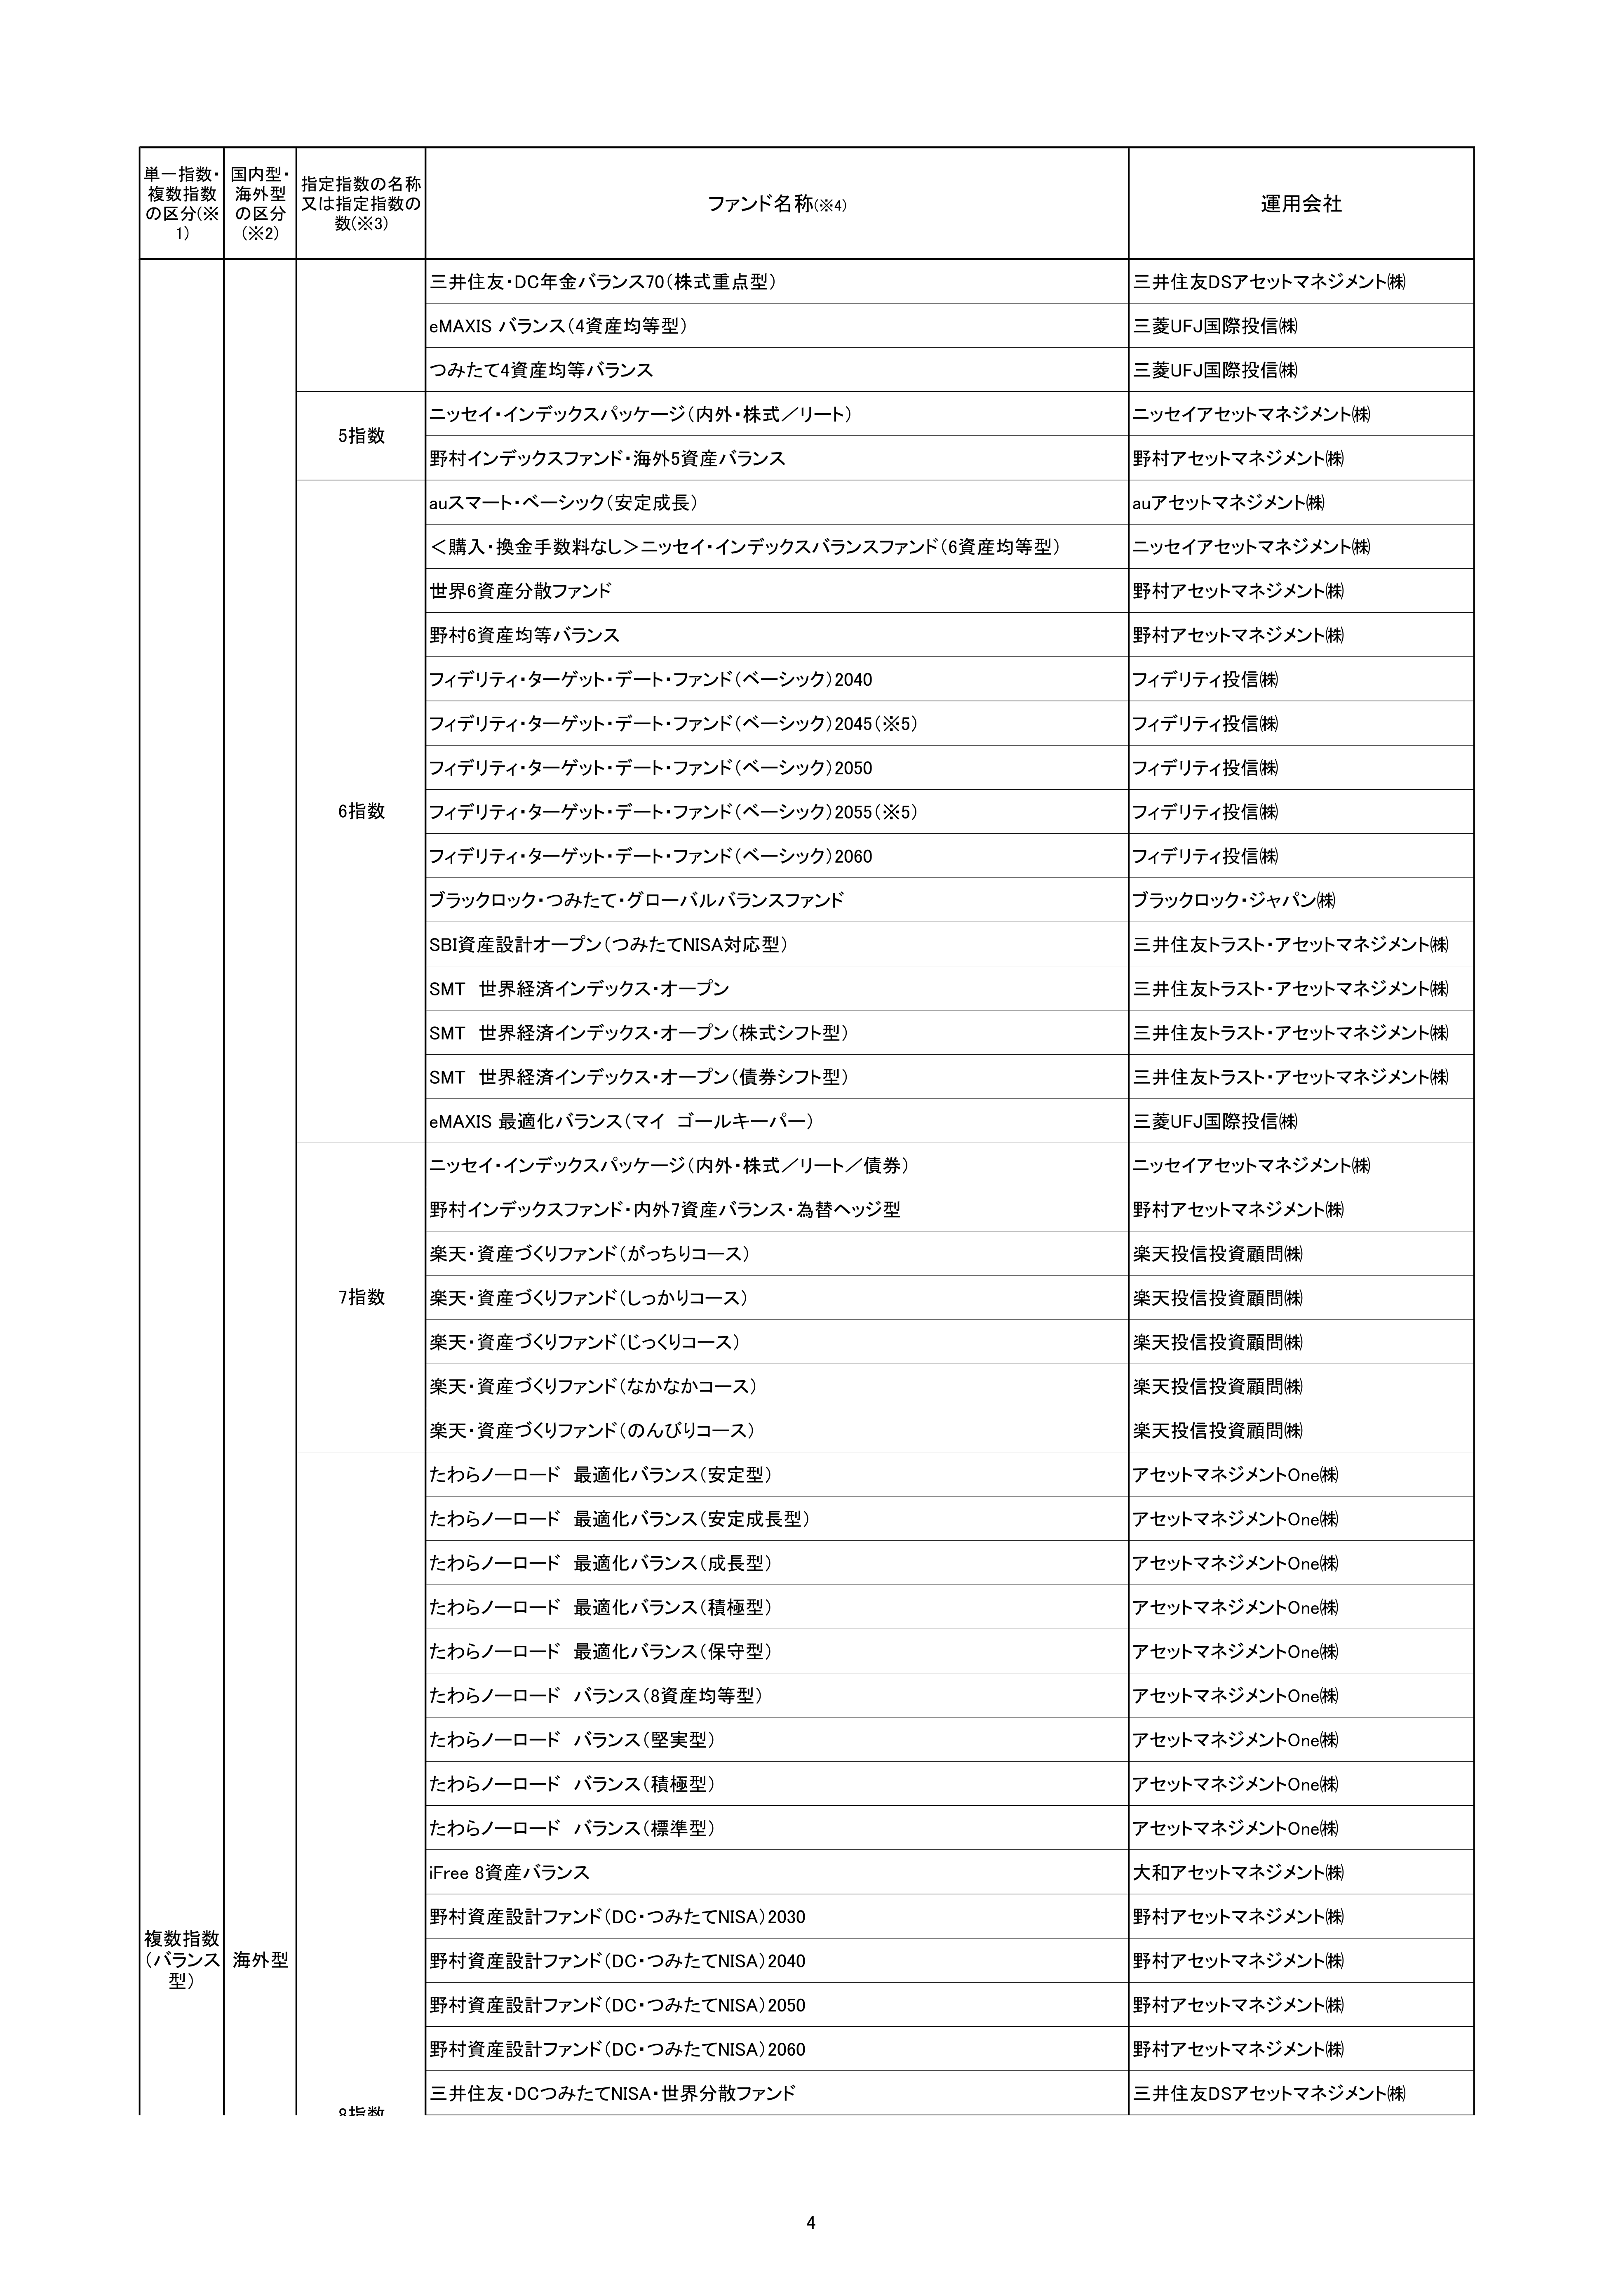 単一指数・
複数指数
の区分(※
1)
国内型・
海外型
の区分
(※2)
指定指数の名称
又は指定指数の
数(※3)
ファンド名称(※4)
運用会社
三井住友・DC年金バランス70(株式重点型) 三井住友DSアセットマネジメント㈱
eMAXIS バランス(4資産均等型) 三菱UFJ国際投信㈱
つみたて4資産均等バランス 三菱UFJ国際投信㈱
5指数
ニッセイ・インデックスパッケージ(内外・株式／リート) ニッセイアセットマネジメント㈱
野村インデックスファンド・海外5資産バランス 野村アセットマネジメント㈱
6指数
auスマート・ベーシック(安定成長) auアセットマネジメント㈱
＜購入・換金手数料なし＞ニッセイ・インデックスバランスファンド(6資産均等型) ニッセイアセットマネジメント㈱
世界6資産分散ファンド 野村アセットマネジメント㈱
野村6資産均等バランス 野村アセットマネジメント㈱
フィデリティ・ターゲット・デート・ファンド(ベーシック)2040 フィデリティ投信㈱
フィデリティ・ターゲット・デート・ファンド(ベーシック)2045(※5) フィデリティ投信㈱
フィデリティ・ターゲット・デート・ファンド(ベーシック)2050 フィデリティ投信㈱
フィデリティ・ターゲット・デート・ファンド(ベーシック)2055(※5) フィデリティ投信㈱
フィデリティ・ターゲット・デート・ファンド(ベーシック)2060 フィデリティ投信㈱
ブラックロック・つみたて・グローバルバランスファンド ブラックロック・ジャパン㈱
SBI資産設計オープン(つみたてNISA対応型) 三井住友トラスト・アセットマネジメント㈱
SMT 世界経済インデックス・オープン 三井住友トラスト・アセットマネジメント㈱
SMT 世界経済インデックス・オープン(株式シフト型) 三井住友トラスト・アセットマネジメント㈱
SMT 世界経済インデックス・オープン(債券シフト型) 三井住友トラスト・アセットマネジメント㈱
eMAXIS 最適化バランス(マイ ゴールキーパー) 三菱UFJ国際投信㈱
7指数
ニッセイ・インデックスパッケージ(内外・株式／リート／債券) ニッセイアセットマネジメント㈱
野村インデックスファンド・内外7資産バランス・為替ヘッジ型 野村アセットマネジメント㈱
楽天・資産づくりファンド(がっちりコース) 楽天投信投資顧問㈱
楽天・資産づくりファンド(しっかりコース) 楽天投信投資顧問㈱
楽天・資産づくりファンド(じっくりコース) 楽天投信投資顧問㈱
楽天・資産づくりファンド(なかなかコース) 楽天投信投資顧問㈱
楽天・資産づくりファンド(のんびりコース) 楽天投信投資顧問㈱
たわらノーロード 最適化バランス(安定型) アセットマネジメントOne㈱
たわらノーロード 最適化バランス(安定成長型) アセットマネジメントOne㈱
たわらノーロード 最適化バランス(成長型) アセットマネジメントOne㈱
たわらノーロード 最適化バランス(積極型) アセットマネジメントOne㈱
たわらノーロード 最適化バランス(保守型) アセットマネジメントOne㈱
たわらノーロード バランス(8資産均等型) アセットマネジメントOne㈱
たわらノーロード バランス(堅実型) アセットマネジメントOne㈱
たわらノーロード バランス(積極型) アセットマネジメントOne㈱
たわらノーロード バランス(標準型) アセットマネジメントOne㈱
iFree 8資産バランス 大和アセットマネジメント㈱
野村資産設計ファンド(DC・つみたてNISA)2030 野村アセットマネジメント㈱
複数指数
(バランス
型)
海外型
野村資産設計ファンド(DC・つみたてNISA)2040 野村アセットマネジメント㈱
野村資産設計ファンド(DC・つみたてNISA)2050 野村アセットマネジメント㈱
野村資産設計ファンド(DC・つみたてNISA)2060 野村アセットマネジメント㈱
三井住友・DCつみたてNISA・世界分散ファンド 三井住友DSアセットマネジメント㈱
8指数
4